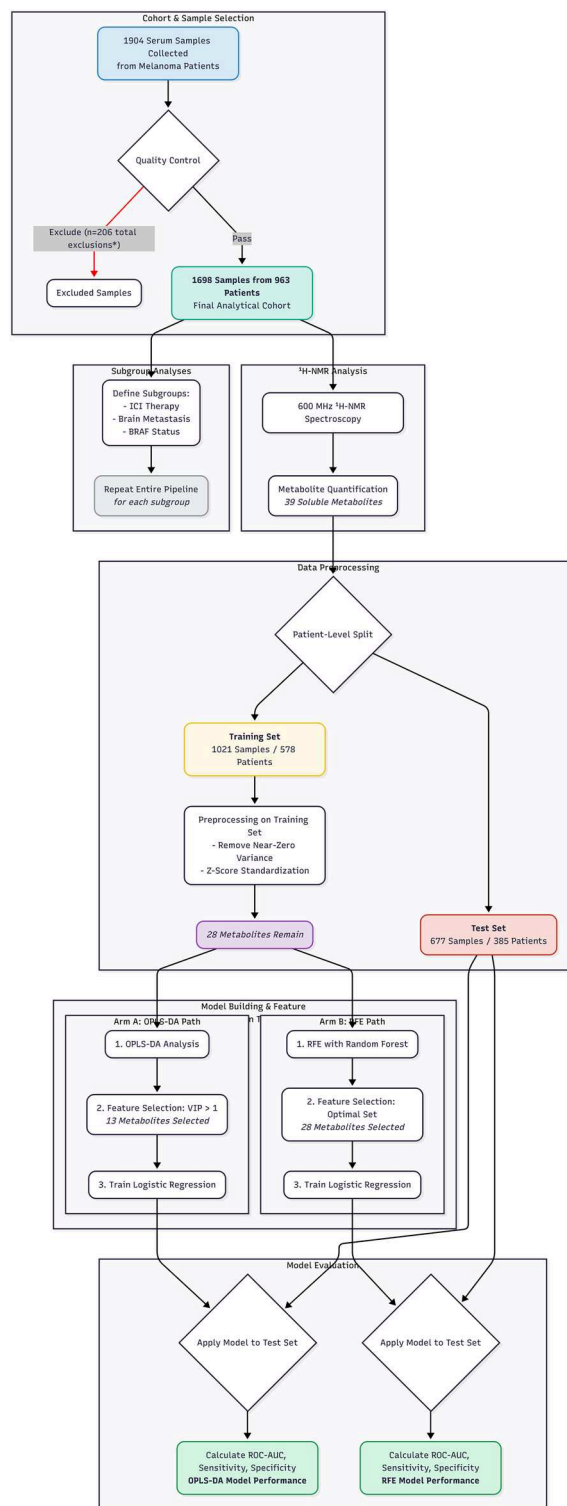 Cohort & Sample Selection
1904 Serum Samples
Collected
from Melanoma Patients
Quality Control
Exclude (n=206 total
exclusions*)
Pass
Excluded Samples
1698 Samples from 963
Patients
Final Analytical Cohort
Subgroup Analyses
Define Subgroups:
- ICI Therapy
- Brain Metastasis
- BRAF Status
Repeat Entire Pipeline
for each subgroup
¹H-NMR Analysis
600 MHz ¹H-NMR
Spectroscopy
Metabolite Quantification
39 Soluble Metabolites
Data Preprocessing
Patient-Level Split
Training Set
1021 Samples / 578
Patients
Preprocessing on Training
Set
- Remove Near-Zero
Variance
- Z-Score Standardization
28 Metabolites Remain
Test Set
677 Samples / 385 Patients
Model Building & Feature
Arm A: OPLS-DA Path
1. OPLS-DA Analysis
2. Feature Selection: VIP > 1
13 Metabolites Selected
3. Train Logistic Regression
Arm B: RFE Path
1. RFE with Random Forest
2. Feature Selection:
Optimal Set
28 Metabolites Selected
3. Train Logistic Regression
Model Evaluation
Apply Model to Test Set
Apply Model to Test Set
Calculate ROC-AUC,
Sensitivity, Specificity
OPLS-DA Model Performance
Calculate ROC-AUC,
Sensitivity, Specificity
RFE Model Performance